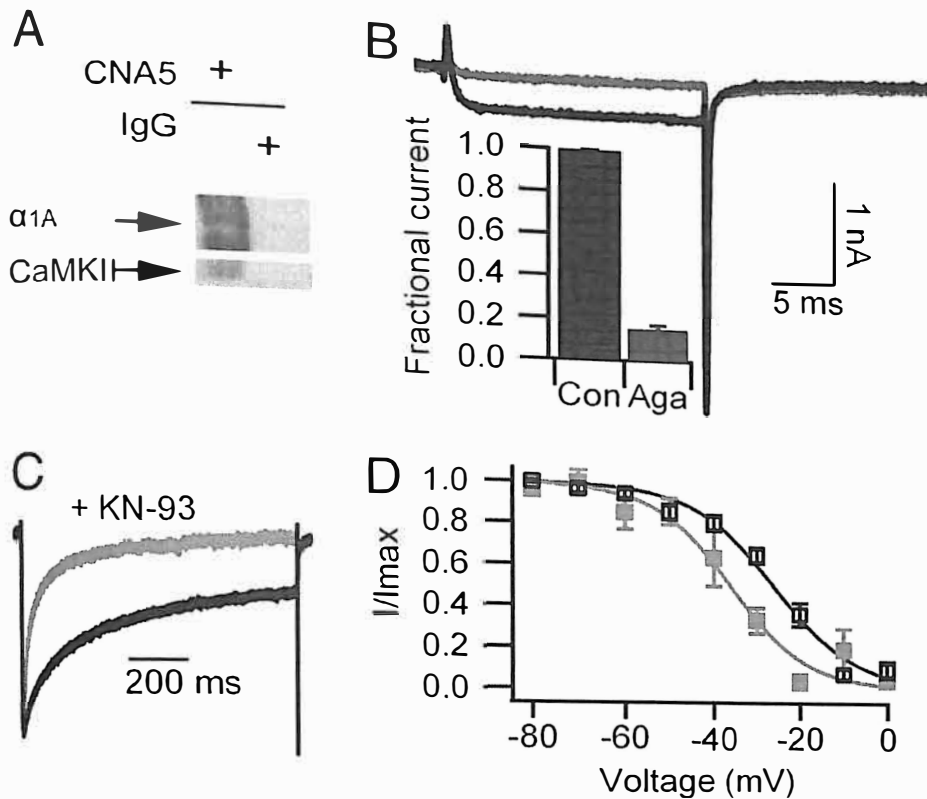 A
CNA5 +
IgG +
α1A
CaMKII
B
Fractional current
1.0
0.8
0.6
0.4
0.2
0.0
Con Aga
1 nA
5 ms
C
+ KN-93
200 ms
D
I/Imax
1.0
0.8
0.6
0.4
0.2
0.0
-80 -60 -40 -20 0
Voltage (mV)